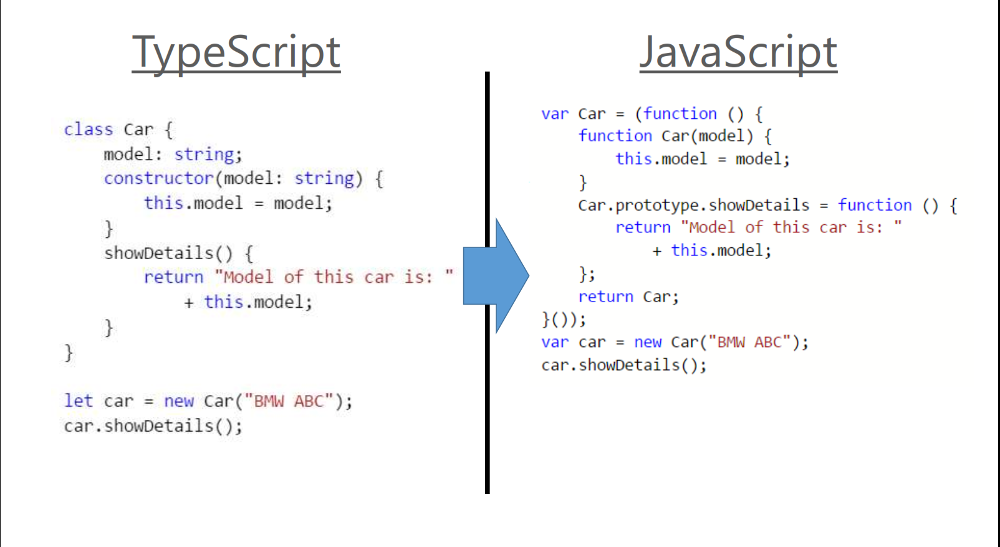 TypeScript
class Car {
    model: string;
    constructor(model: string) {
        this.model = model;
    }
    showDetails() {
        return "Model of this car is: "
            + this.model;
    }
}
let car = new Car("BMW ABC");
car.showDetails();
JavaScript
var Car = (function () {
    function Car(model) {
        this.model = model;
    }
    Car.prototype.showDetails = function () {
        return "Model of this car is: "
            + this.model;
    };
    return Car;
}());
var car = new Car("BMW ABC");
car.showDetails();